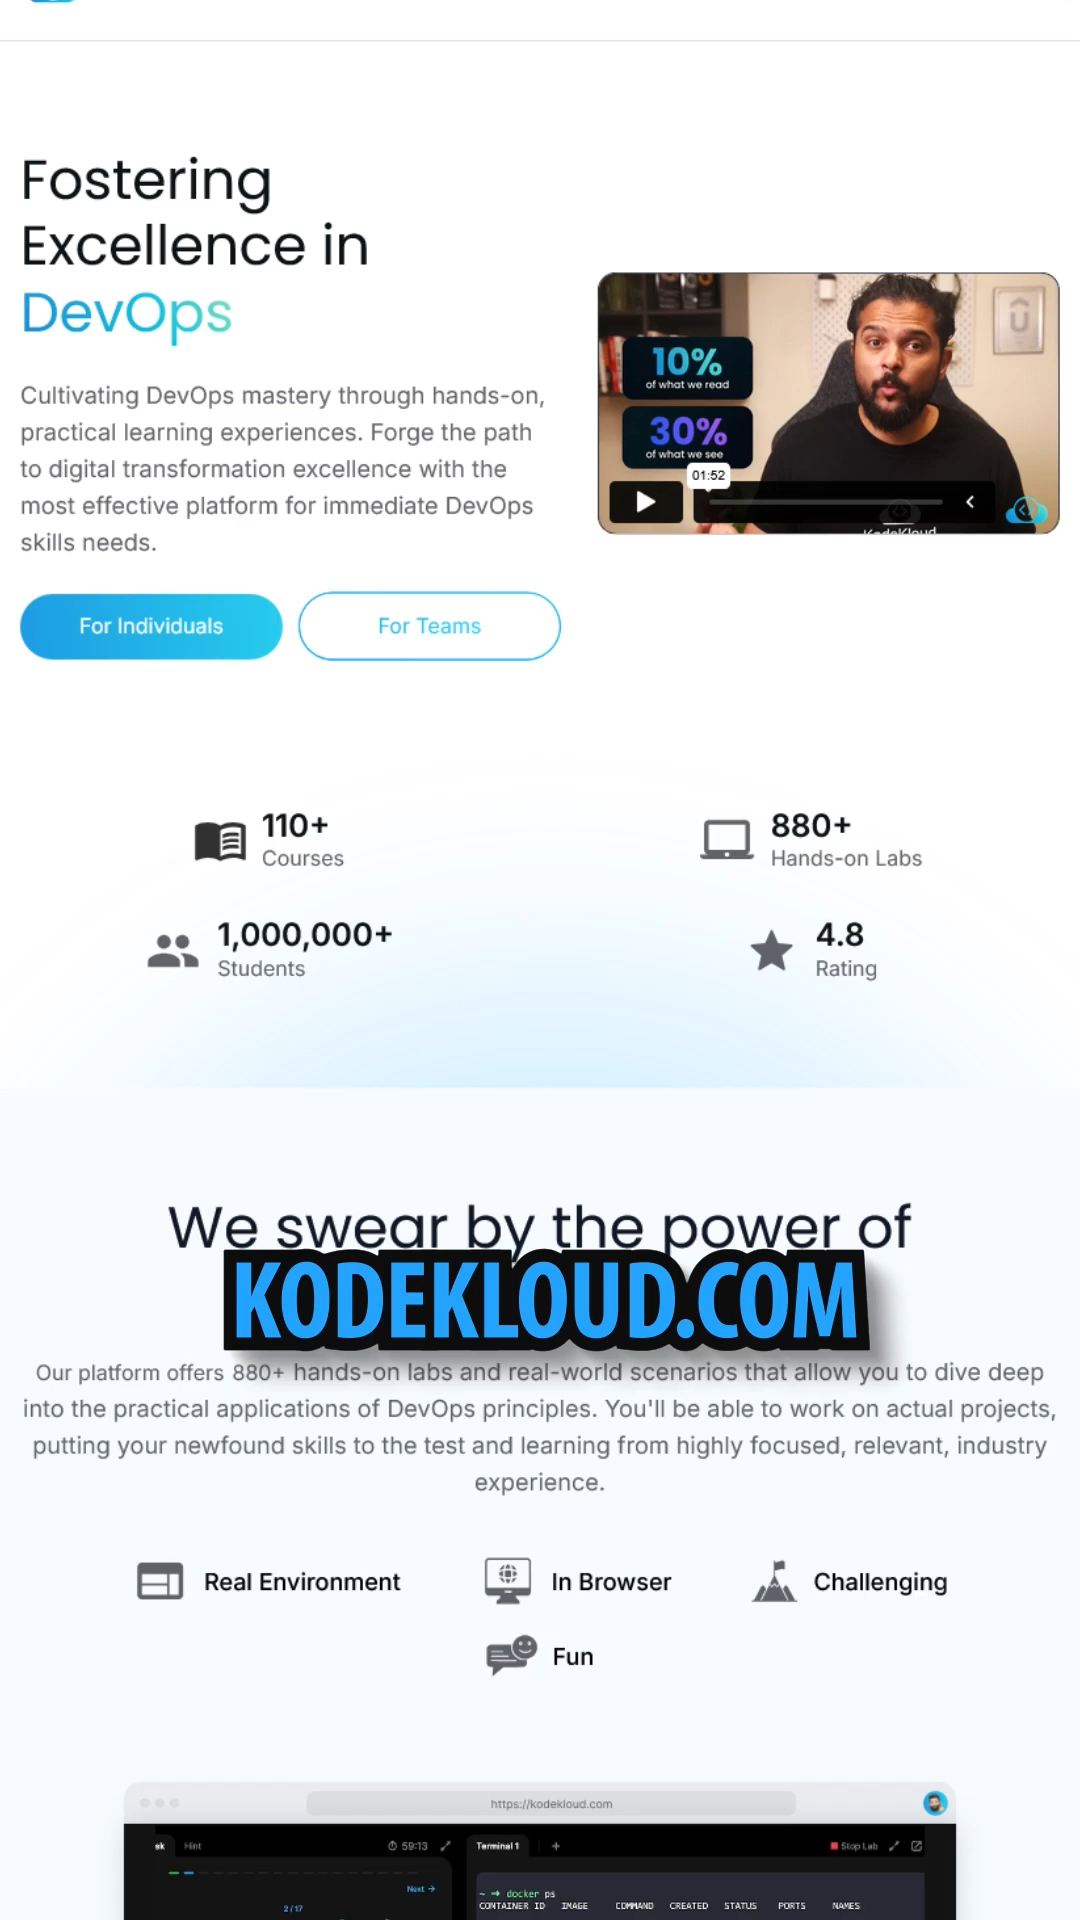 Fostering
Excellence in
DevOps
Cultivating DevOps mastery through hands-on,
practical learning experiences. Forge the path
to digital transformation excellence with the
most effective platform for immediate DevOps
skills needs.
For Individuals
For Teams
10%
of what we read
30%
of what we see
01:52
KodeKloud
110+
Courses
880+
Hands-on Labs
1,000,000+
Students
4.8
Rating
We swear by the power of
KODEKLOUD.COM
Our platform offers 880+ hands-on labs and real-world scenarios that allow you to dive deep
into the practical applications of DevOps principles. You'll be able to work on actual projects,
putting your newfound skills to the test and learning from highly focused, relevant, industry
experience.
Real Environment
In Browser
Challenging
Fun
https://kodekloud.com
sk
Hint
59:13
Terminal 1
+
Stop Lab
Next →
2/17
~ ➜ docker ps
CONTAINER ID IMAGE COMMAND CREATED STATUS PORTS NAMES